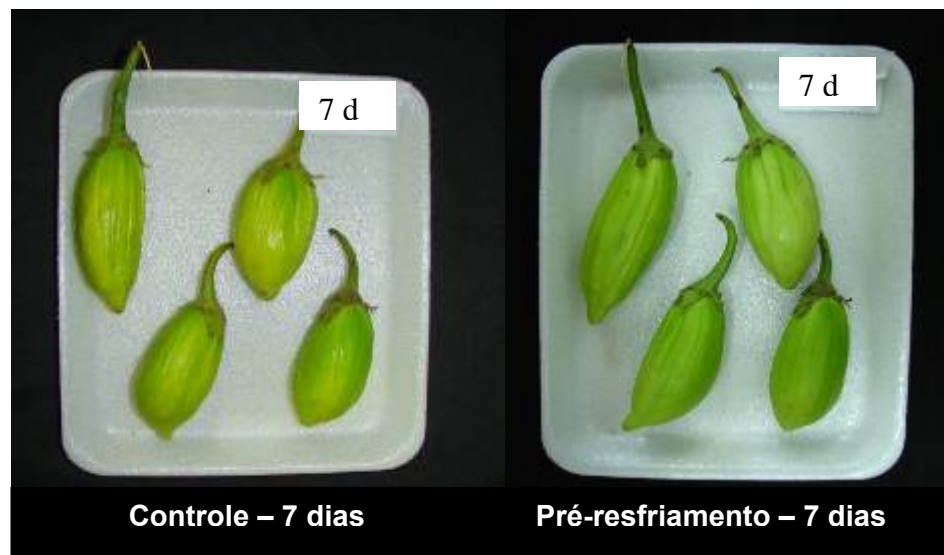 7 d
7 d
Controle – 7 dias
Pré-resfriamento – 7 dias